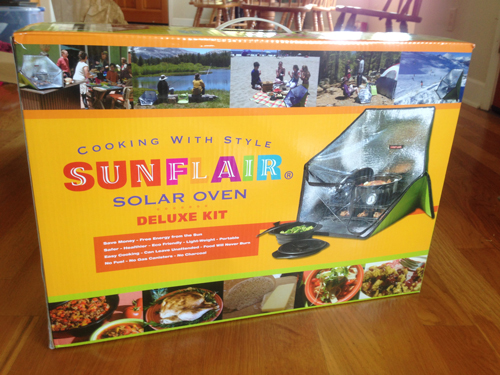 COOKING WITH STYLE
SUNFLAIR®
SOLAR OVEN
DELUXE KIT
Save Money - Free Energy from the Sun
Safer - Healthier - Eco Friendly - Light Weight - Portable
Easy Cooking - Can Leave Unattended - Food Will Never Burn
No Fuel - No Gas Canisters - No Charcoal